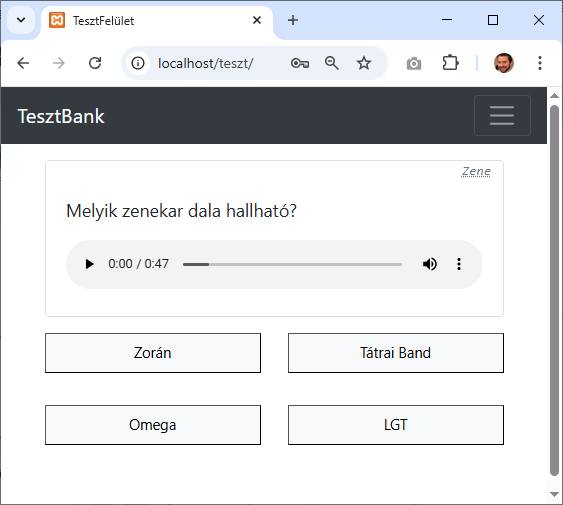 TesztFelület
localhost/teszt/
TesztBank
Zene
Melyik zenekar dala hallható?
0:00 / 0:47
Zorán
Tátrai Band
Omega
LGT